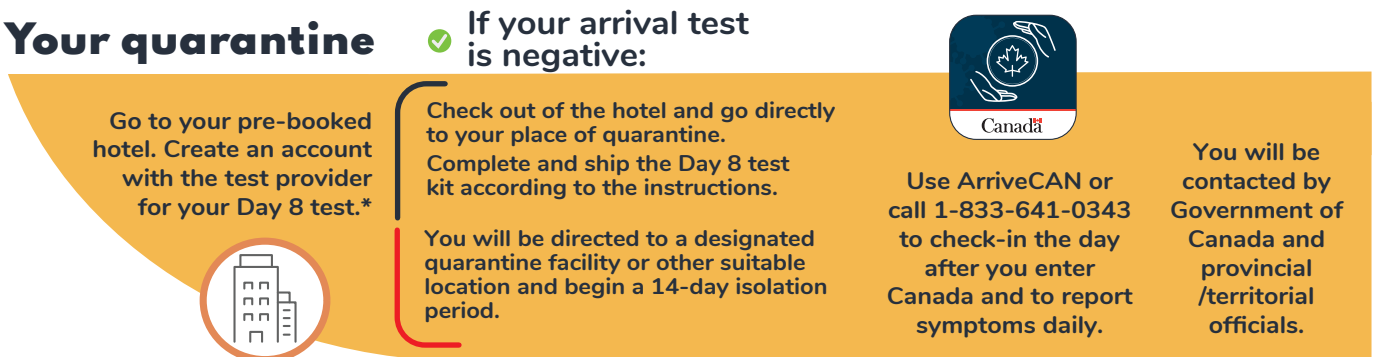 Your quarantine
If your arrival test
is negative:
Go to your pre-booked
hotel. Create an account
with the test provider
for your Day 8 test.*
Check out of the hotel and go directly
to your place of quarantine.
Complete and ship the Day 8 test
kit according to the instructions.
You will be directed to a designated
quarantine facility or other suitable
location and begin a 14-day isolation
period.
Canada
Use ArriveCAN or
call 1-833-641-0343
to check-in the day
after you enter
Canada and to report
symptoms daily.
You will be
contacted by
Government of
Canada and
provincial
/territorial
officials.